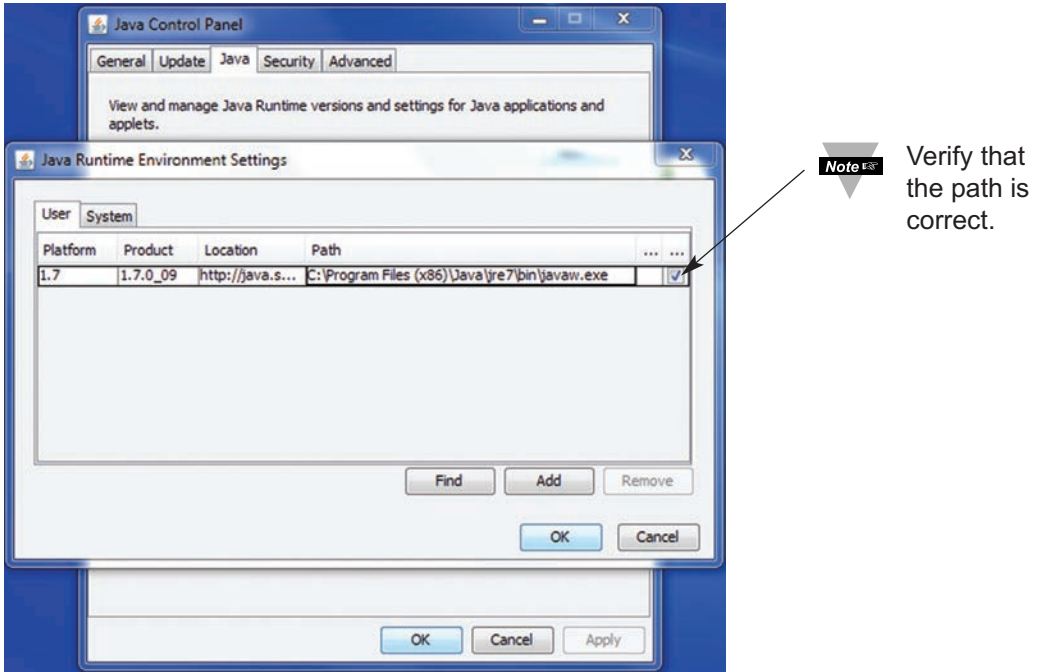 Java Control Panel
General Update Java Security Advanced
View and manage Java Runtime versions and settings for Java applications and
applets.
Java Runtime Environment Settings
User System
Platform Product Location Path ... ...
1.7 1.7.0_09 http://java.s... C:\Program Files (x86)\Java\jre7\bin\javaw.exe
Find Add Remove
OK Cancel
OK Cancel Apply
Note
Verify that
the path is
correct.